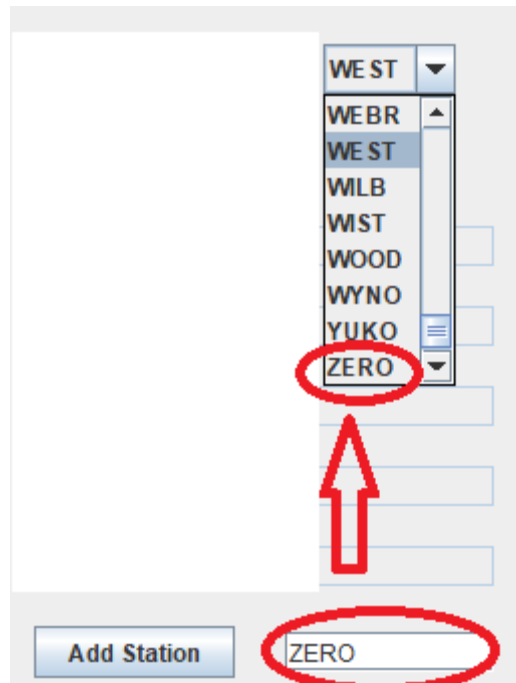 WEST
WEBR
WEST
WILB
WIST
WOOD
WYNO
YUKO
ZERO
Add Station ZERO